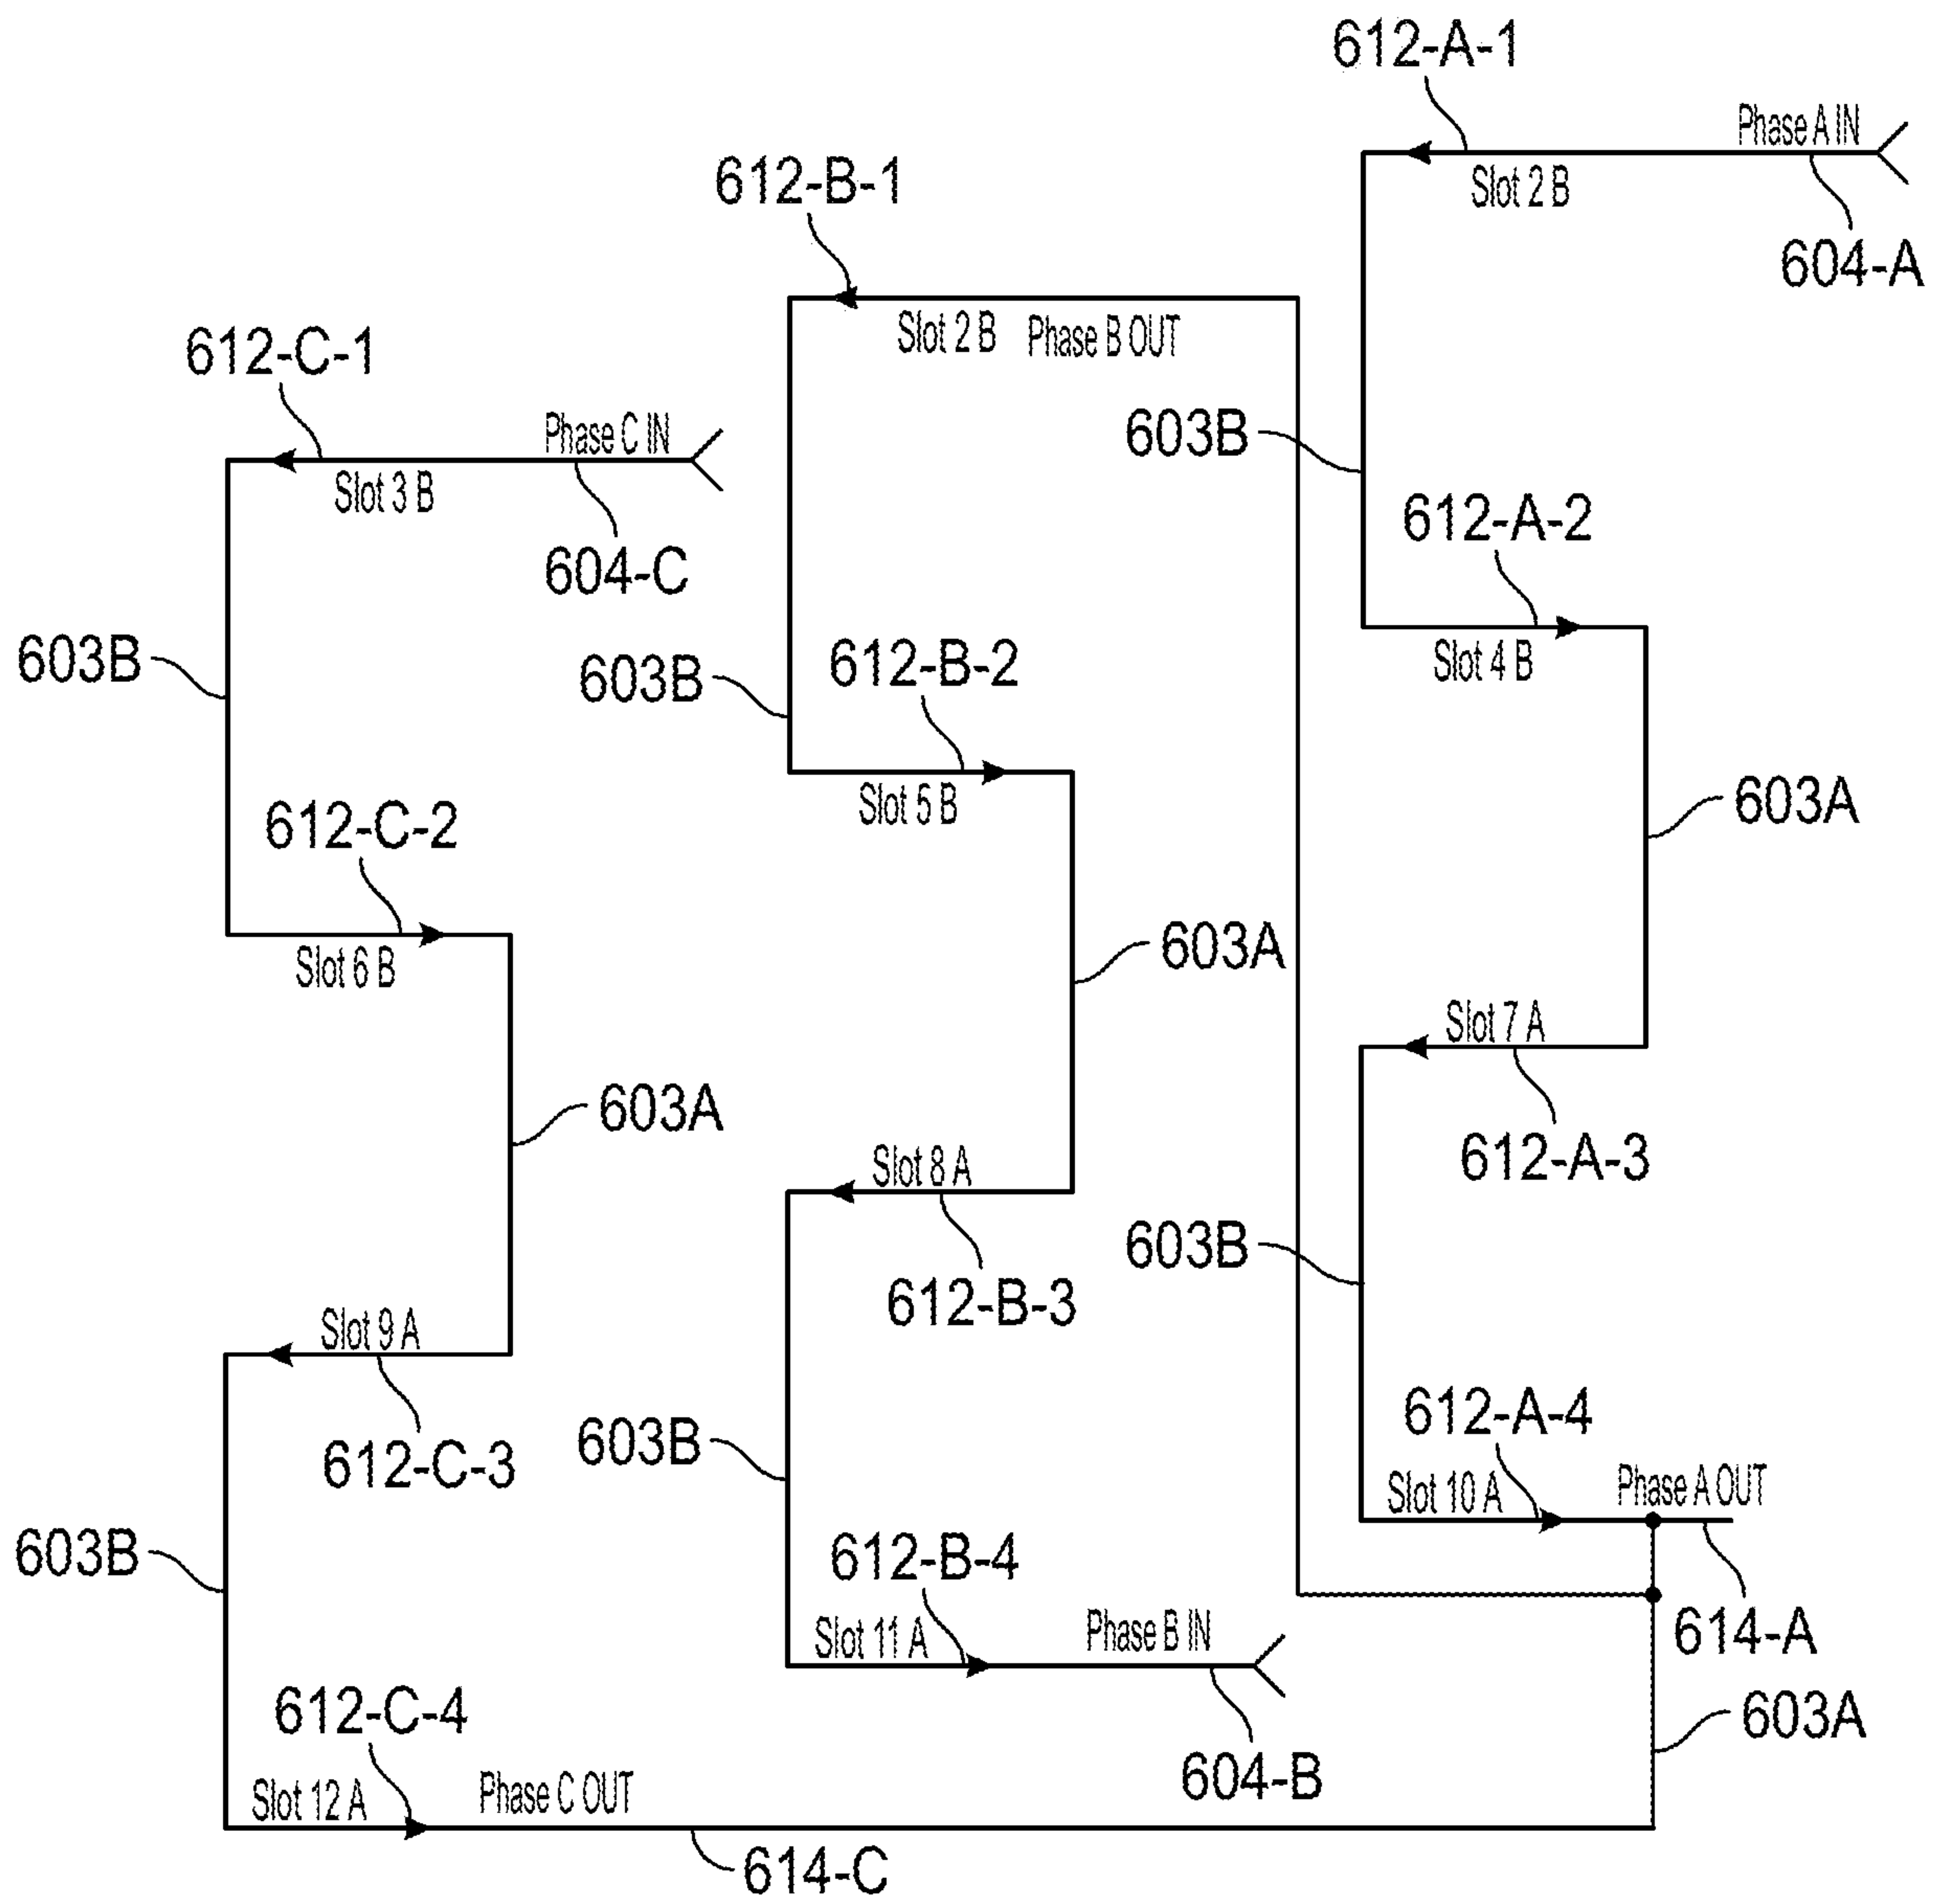 612-A-1
Phase A IN
Slot 2 B
604-A
612-B-1
Slot 2 B
Phase B OUT
612-C-1
Phase C IN
Slot 3 B
604-C
603B
612-A-2
Slot 4 B
603B
603B
612-B-2
Slot 5 B
603A
612-C-2
Slot 6 B
603A
Slot 7 A
612-A-3
603A
Slot 8 A
612-B-3
603B
Slot 9 A
612-C-3
603B
612-A-4
Slot 10 A
Phase A OUT
614-A
603B
612-B-4
Slot 11 A
Phase B IN
604-B
603A
612-C-4
Slot 12 A
Phase C OUT
614-C